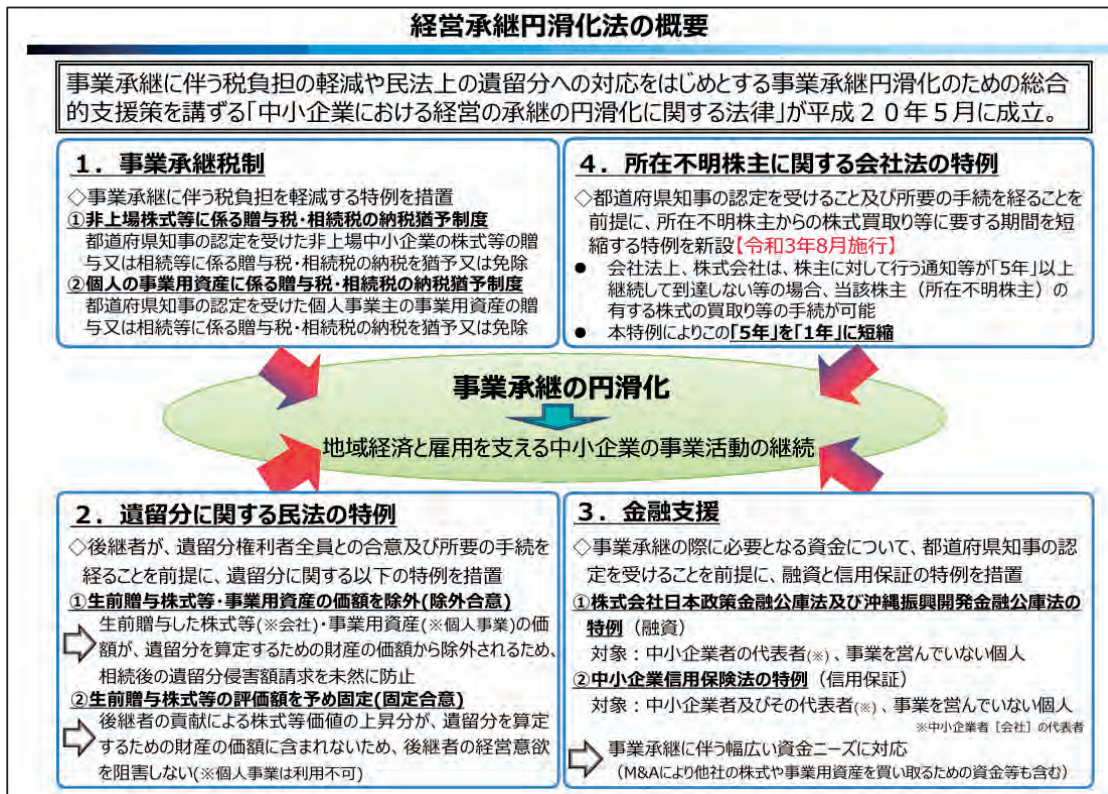 経営承継円滑化法の概要
事業承継に伴う税負担の軽減や民法上の遺留分への対応をはじめとする事業承継円滑化のための総合
的支援策を講ずる「中小企業における経営の承継の円滑化に関する法律」が平成２０年５月に成立。
１．事業承継税制
◇事業承継に伴う税負担を軽減する特例を措置
①非上場株式等に係る贈与税・相続税の納税猶予制度
都道府県知事の認定を受けた非上場中小企業の株式等の贈
与又は相続等に係る贈与税・相続税の納税を猶予又は免除
②個人の事業用資産に係る贈与税・相続税の納税猶予制度
都道府県知事の認定を受けた個人事業主の事業用資産の贈
与又は相続等に係る贈与税・相続税の納税を猶予又は免除
４．所在不明株主に関する会社法の特例
◇都道府県知事の認定を受けること及び所要の手続を経ることを
前提に、所在不明株主からの株式買取り等に要する期間を短
縮する特例を新設【令和3年8月施行】
● 会社法上、株式会社は、株主に対して行う通知等が「5年」以上
継続して到達しない等の場合、当該株主（所在不明株主）の
有する株式の買取り等の手続が可能
● 本特例によりこの「5年」を「1年」に短縮
事業承継の円滑化
地域経済と雇用を支える中小企業の事業活動の継続
２．遺留分に関する民法の特例
◇後継者が、遺留分権利者全員との合意及び所要の手続を
経ることを前提に、遺留分に関する以下の特例を措置
①生前贈与株式等・事業用資産の価額を除外(除外合意)
生前贈与した株式等(※会社)・事業用資産(※個人事業)の価
額が、遺留分を算定するための財産の価額から除外されるため、
相続後の遺留分侵害額請求を未然に防止
②生前贈与株式等の評価額を予め固定(固定合意)
後継者の貢献による株式等価値の上昇分が、遺留分を算定
するための財産の価額に含まれないため、後継者の経営意欲
を阻害しない(※個人事業は利用不可)
３．金融支援
◇事業承継の際に必要となる資金について、都道府県知事の認
定を受けることを前提に、融資と信用保証の特例を措置
①株式会社日本政策金融公庫法及び沖縄振興開発金融公庫法の
特例（融資）
対象：中小企業者の代表者(※)、事業を営んでいない個人
②中小企業信用保険法の特例（信用保証）
対象：中小企業者及びその代表者(※)、事業を営んでいない個人
※中小企業者［会社］の代表者
事業承継に伴う幅広い資金ニーズに対応
（M&Aにより他社の株式や事業用資産を買い取るための資金等も含む）